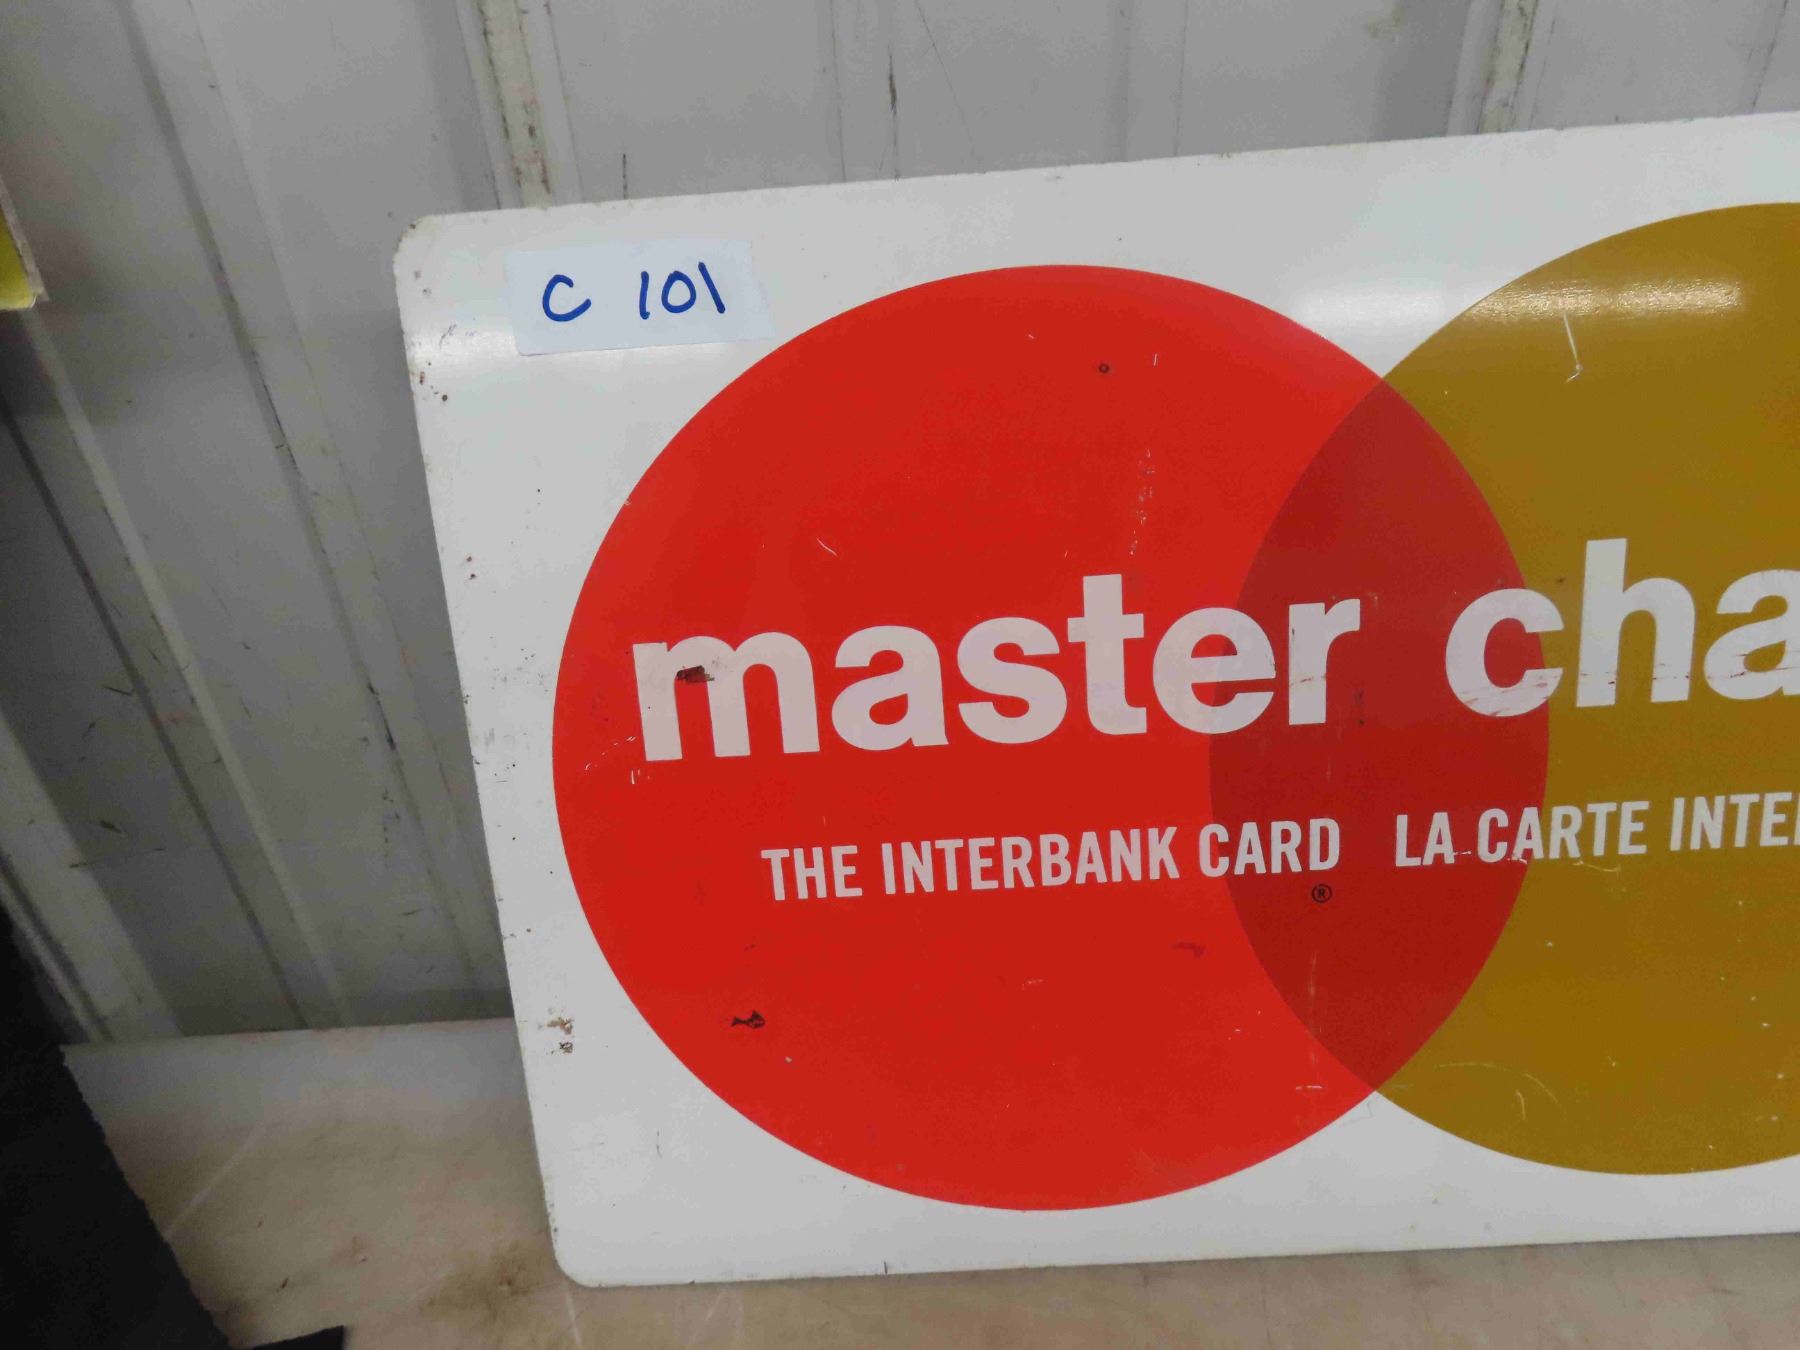 C 101
master cha
THE INTERBANK CARD LA CARTE INTE
®